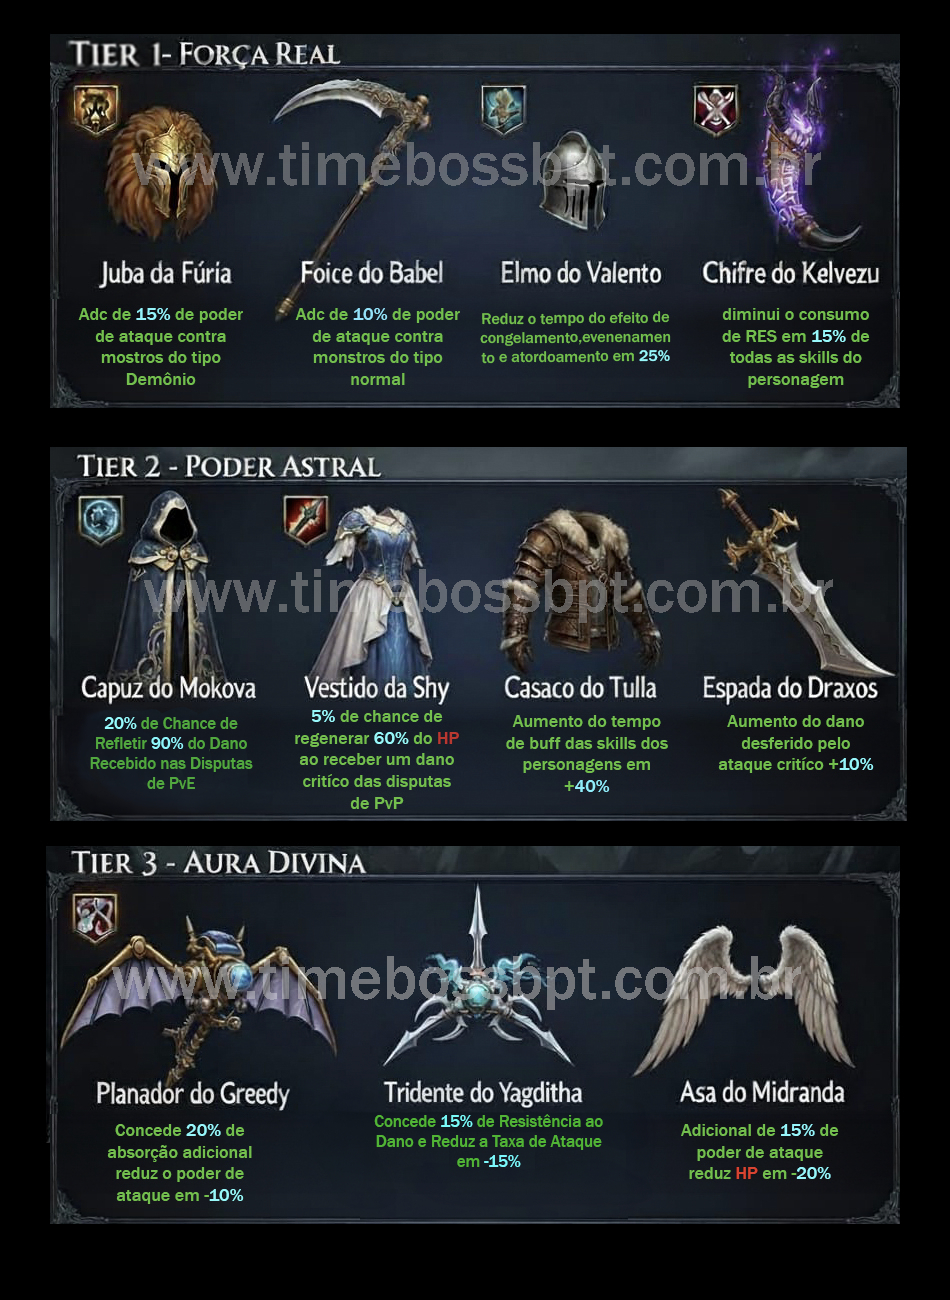 TIER 1- FORÇA REAL
www.timebossbpt.com.br
Juba da Fúria
Adc de 15% de poder
de ataque contra
mostros do tipo
Demônio
Foice do Babel
Adc de 10% de poder
de ataque contra
monstros do tipo
normal
Elmo do Valento
Reduz o tempo do efeito de
congelamento,evenenamen
to e atordoamento em 25%
Chifre do Kelvezu
diminui o consumo
de RES em 15% de
todas as skills do
personagem
TIER 2 - PODER ASTRAL
www.timebossbpt.com.br
Capuz do Mokova
20% de Chance de
Refletir 90% do Dano
Recebido nas Disputas
de PvE
Vestido da Shy
5% de chance de
regenerar 60% do HP
ao receber um dano
critíco das disputas
de PvP
Casaco do Tulla
Aumento do tempo
de buff das skills dos
personagens em
+40%
Espada do Draxos
Aumento do dano
desferido pelo
ataque critíco +10%
TIER 3 - AURA DIVINA
www.timebossbpt.com.br
Planador do Greedy
Concede 20% de
absorção adicional
reduz o poder de
ataque em -10%
Tridente do Yagditha
Concede 15% de Resistência ao
Dano e Reduz a Taxa de Ataque
em -15%
Asa do Midranda
Adicional de 15% de
poder de ataque
reduz HP em -20%